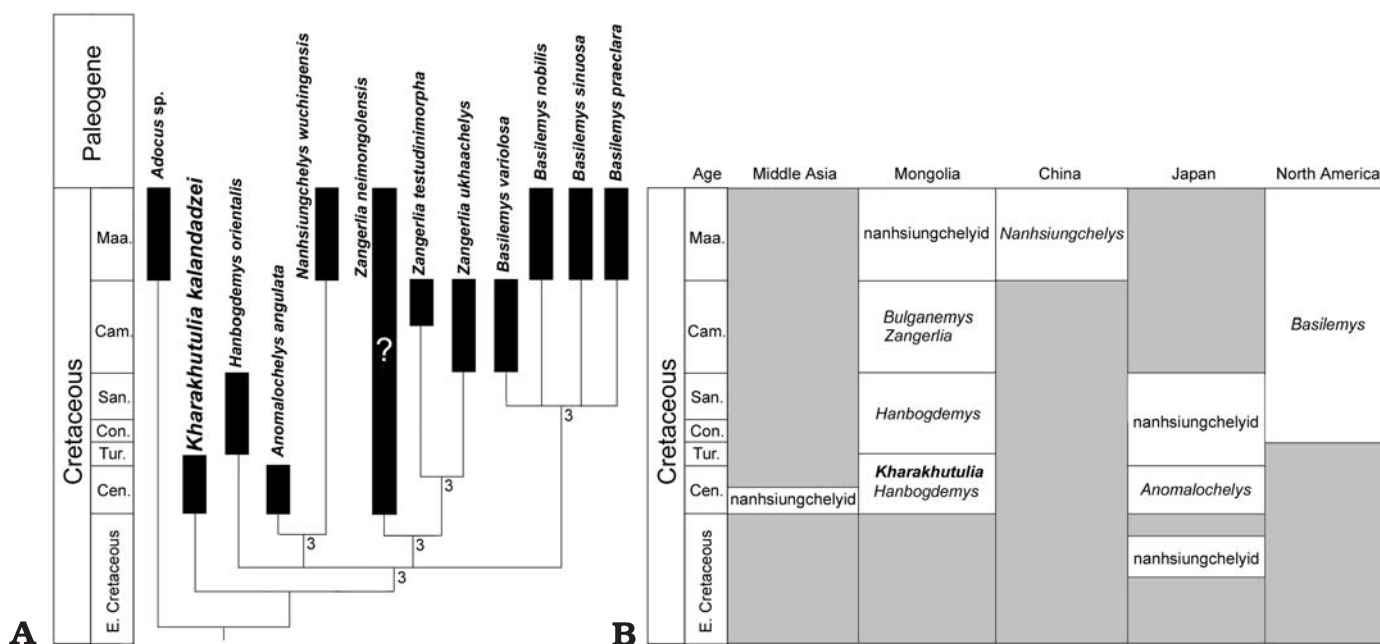 Paleogene
Cretaceous
Maa.
Cam.
San.
Con.
Tur.
Cen.
E. Cretaceous
Adocus sp.
Kharakhutulia kalandadzei
Hanbogdemys orientalis
Anomalochelys angulata
Nanhsiungchelys wuchingensis
Zangerlia neimongolensis
Zangerlia testudinimorpha
Zangerlia ukhaachelys
Basilemys variolosa
Basilemys nobilis
Basilemys sinuosa
Basilemys praeclara
?
3
3
3
3
3
3
A
Age
Middle Asia
Mongolia
China
Japan
North America
Cretaceous
Maa.
nanhsiungchelyid
Nanhsiungchelys
Cam.
Bulganemys
Zangerlia
Basilemys
San.
Con.
Hanbogdemys
nanhsiungchelyid
Tur.
Cen.
nanhsiungchelyid
Kharakhutulia
Hanbogdemys
Anomalochelys
E. Cretaceous
nanhsiungchelyid
B